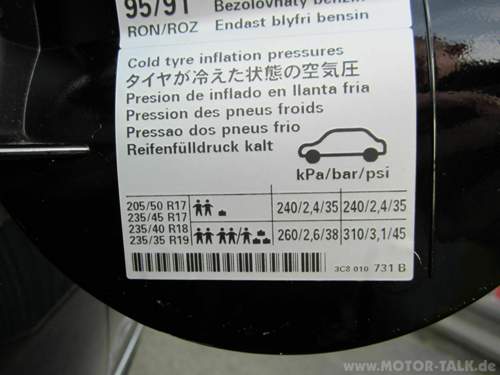 95/91 Bezolovnatý
RON/ROZ Endast blyfri bensin
Cold tyre inflation pressures
タイヤが冷えた状態の空気圧
Presion de inflado en llanta fria
Pression des pneus froids
Pressao dos pneus frio
Reifenfülldruck kalt
kPa/bar/psi
205/50 R17
235/45 R17
240/2,4/35 240/2,4/35
235/40 R18
235/35 R19
260/2,6/38 310/3,1/45
3C8 010 731 B
www.MOTOR-TALK.de